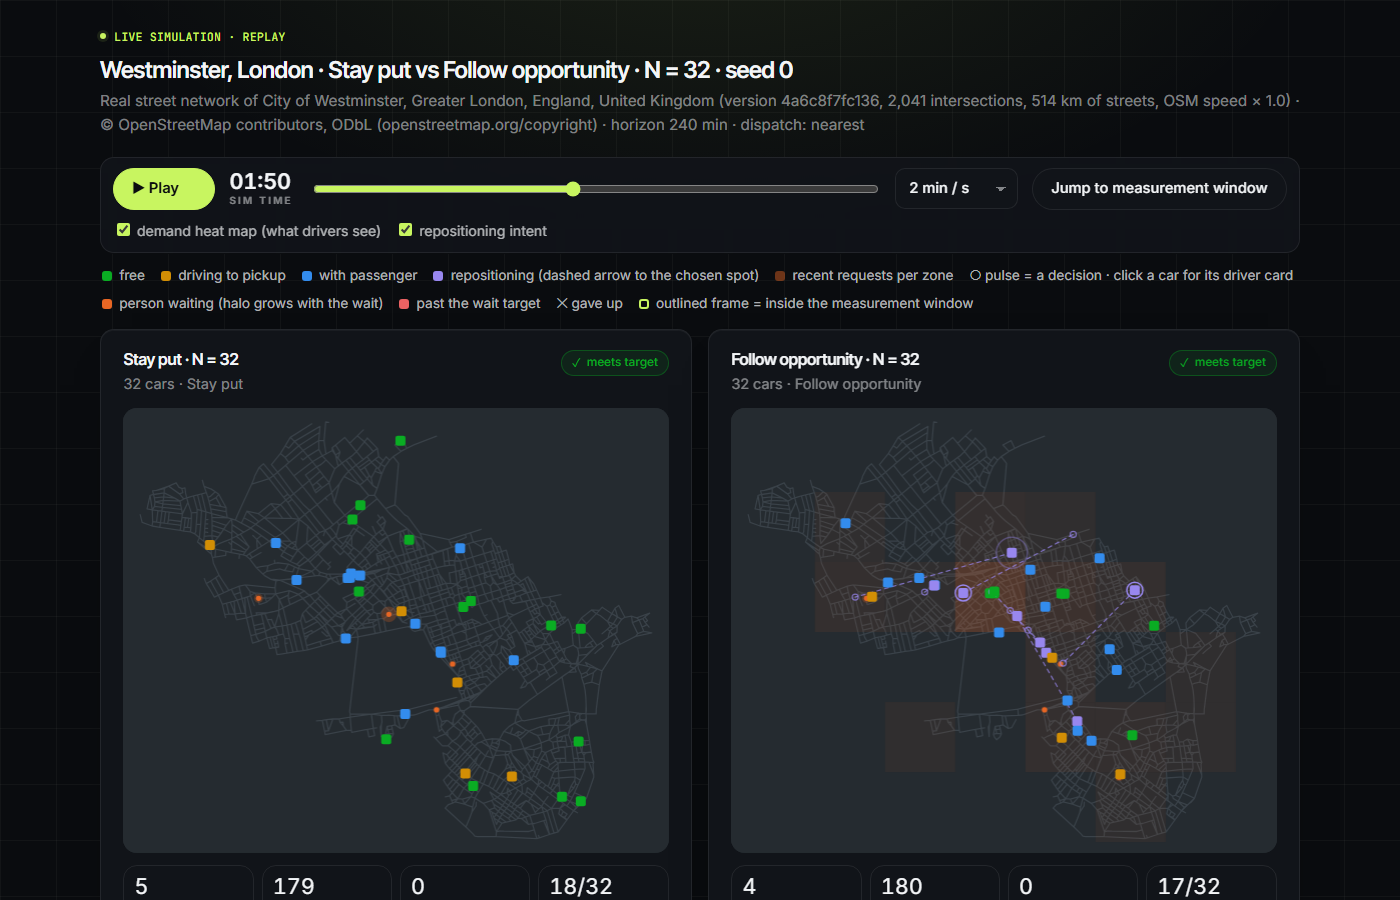 LIVE SIMULATION · REPLAY
Westminster, London · Stay put vs Follow opportunity · N = 32 · seed 0
Real street network of City of Westminster, Greater London, England, United Kingdom (version 4a6c8f7fc136, 2,041 intersections, 514 km of streets, OSM speed × 1.0) ·
© OpenStreetMap contributors, ODbL (openstreetmap.org/copyright) · horizon 240 min · dispatch: nearest
▶ Play
01:50
SIM TIME
2 min / s
Jump to measurement window
demand heat map (what drivers see)
repositioning intent
free
driving to pickup
with passenger
repositioning (dashed arrow to the chosen spot)
recent requests per zone
pulse = a decision · click a car for its driver card
person waiting (halo grows with the wait)
past the wait target
gave up
outlined frame = inside the measurement window
Stay put · N = 32
✓ meets target
32 cars · Stay put
5
179
0
18/32
Follow opportunity · N = 32
✓ meets target
32 cars · Follow opportunity
4
180
0
17/32